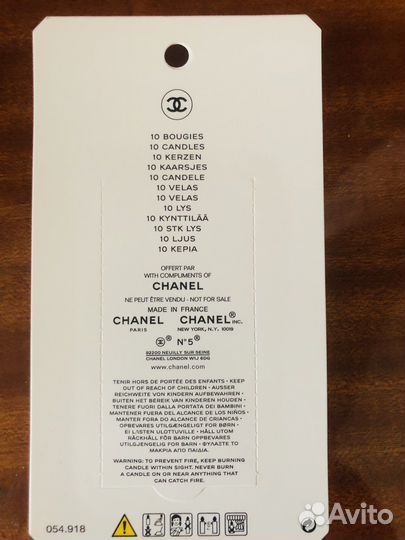 10 BOUGIES
10 CANDLES
10 KERZEN
10 KAARSJES
10 CANDELE
10 VELAS
10 VELAS
10 LYS
10 KYNTTILÄÄ
10 STK LYS
10 LJUS
10 ΚΕΡΙΑ
OFFERT PAR
WITH COMPLIMENTS OF
CHANEL
NE PEUT ÊTRE VENDU - NOT FOR SALE
MADE IN FRANCE
CHANEL CHANEL® INC.
PARIS NEW YORK, N.Y. 10019
® N°5®
92200 NEUILLY SUR SEINE
CHANEL LONDON W1J 6DG
www.chanel.com
TENIR HORS DE PORTÉE DES ENFANTS - KEEP
OUT OF REACH OF CHILDREN - AUSSER
REICHWEITE VON KINDERN AUFBEWAHREN -
BUITEN HET BEREIK VAN KINDEREN HOUDEN -
TENERE FUORI DALLA PORTATA DEI BAMBINI -
MANTENER FUERA DEL ALCANCE DE LOS NIÑOS -
MANTER FORA DO ALCANCE DE CRIANÇAS -
OPBEVARES UTILGÆNGELIGT FOR BØRN -
EI LASTEN ULOTTUVILLE - HÅLL UTOM
RÄCKHÅLL FÖR BARN OPPBEVARES
UTILGJENGELIG FOR BARN - ΦΥΛΑΞΤΕ ΤΟ
ΜΑΚΡΙΑ ΑΠΟ ΠΑΙΔΙΑ.
WARNING: TO PREVENT FIRE, KEEP BURNING
CANDLE WITHIN SIGHT. NEVER BURN
A CANDLE ON OR NEAR ANYTHING THAT
CAN CATCH FIRE.
054.918
Avito